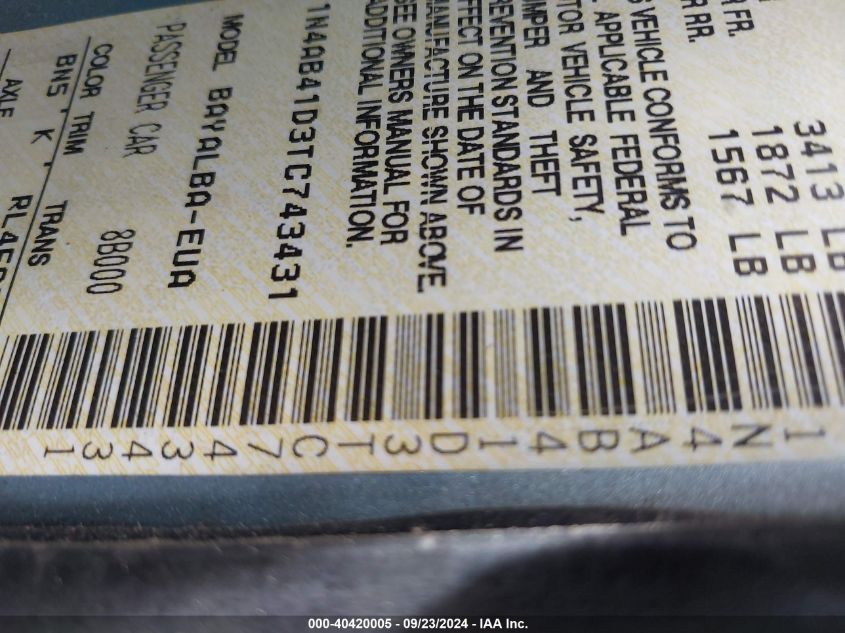 3413 LB
FR. 1872 LB
RR. 1567 LB
VEHICLE CONFORMS TO
APPLICABLE FEDERAL
TOR VEHICLE SAFETY,
MPER AND THEFT
REVENTION STANDARDS IN
FFECT ON THE DATE OF
MANUFACTURE SHOWN ABOVE.
SEE OWNERS MANUAL FOR
ADDITIONAL INFORMATION.
1N4AB41D3TC743431
MODEL BAYALBA-EUA
PASSENGER CAR 8B000
COLOR TRIM TRANS
BN5 K
AXLE
1N4AB41D3TC743431
000-40420005 - 09/23/2024 - IAA Inc.